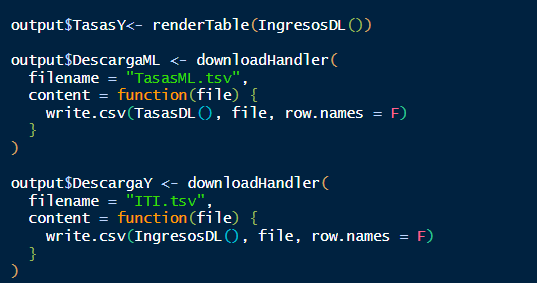 output$TasasY<- renderTable(IngresosDL())
output$DescargaML <- downloadHandler(
  filename = "TasasML.tsv",
  content = function(file) {
    write.csv(TasasDL(), file, row.names = F)
  }
)
output$DescargaY <- downloadHandler(
  filename = "ITI.tsv",
  content = function(file) {
    write.csv(IngresosDL(), file, row.names = F)
  }
)